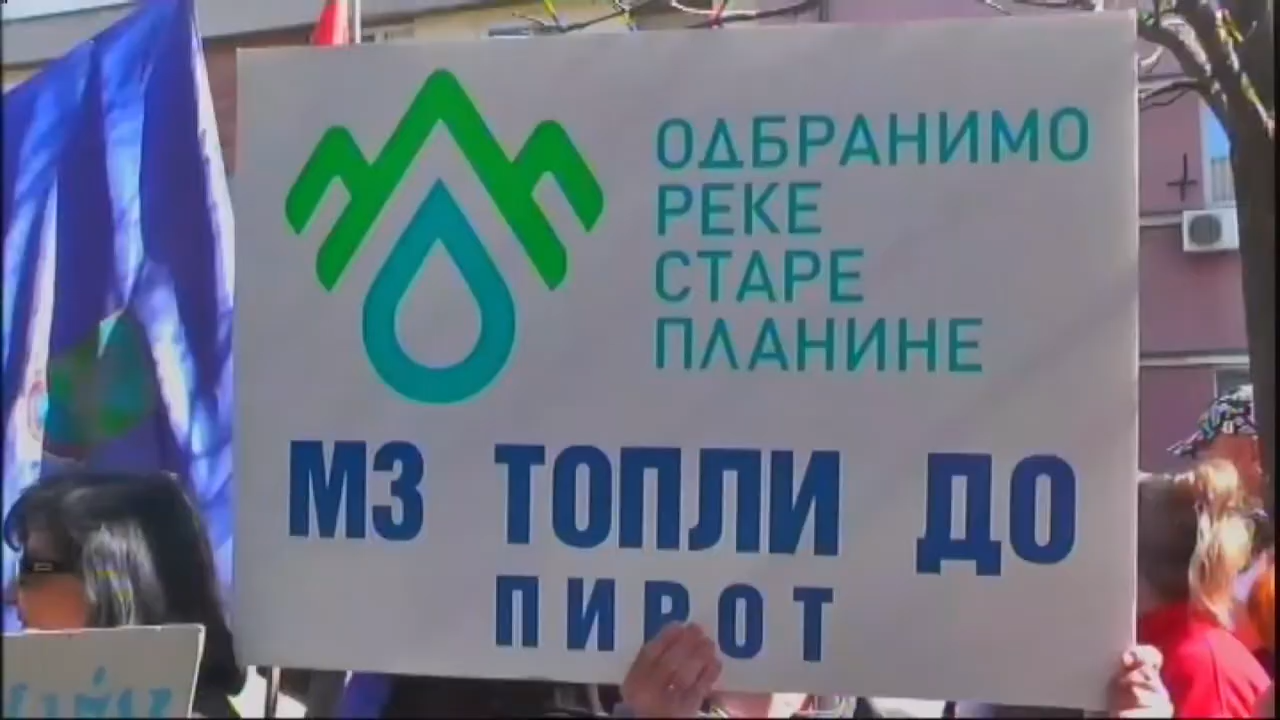 ОДБРАНИМО
РЕКЕ
СТАРЕ
ПЛАНИНЕ
МЗ ТОПЛИ ДО
ПИРОТ